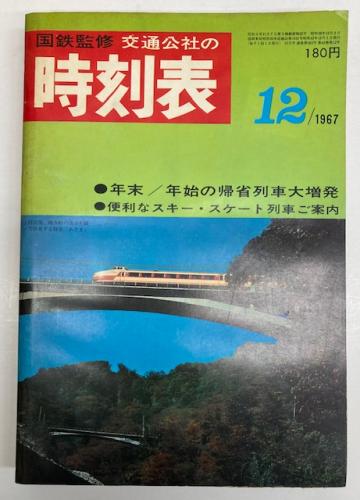 国鉄監修 交通公社の
時刻表
180円
12/1967
●年末／年始の帰省列車大増発
●便利なスキー・スケート列車ご案内